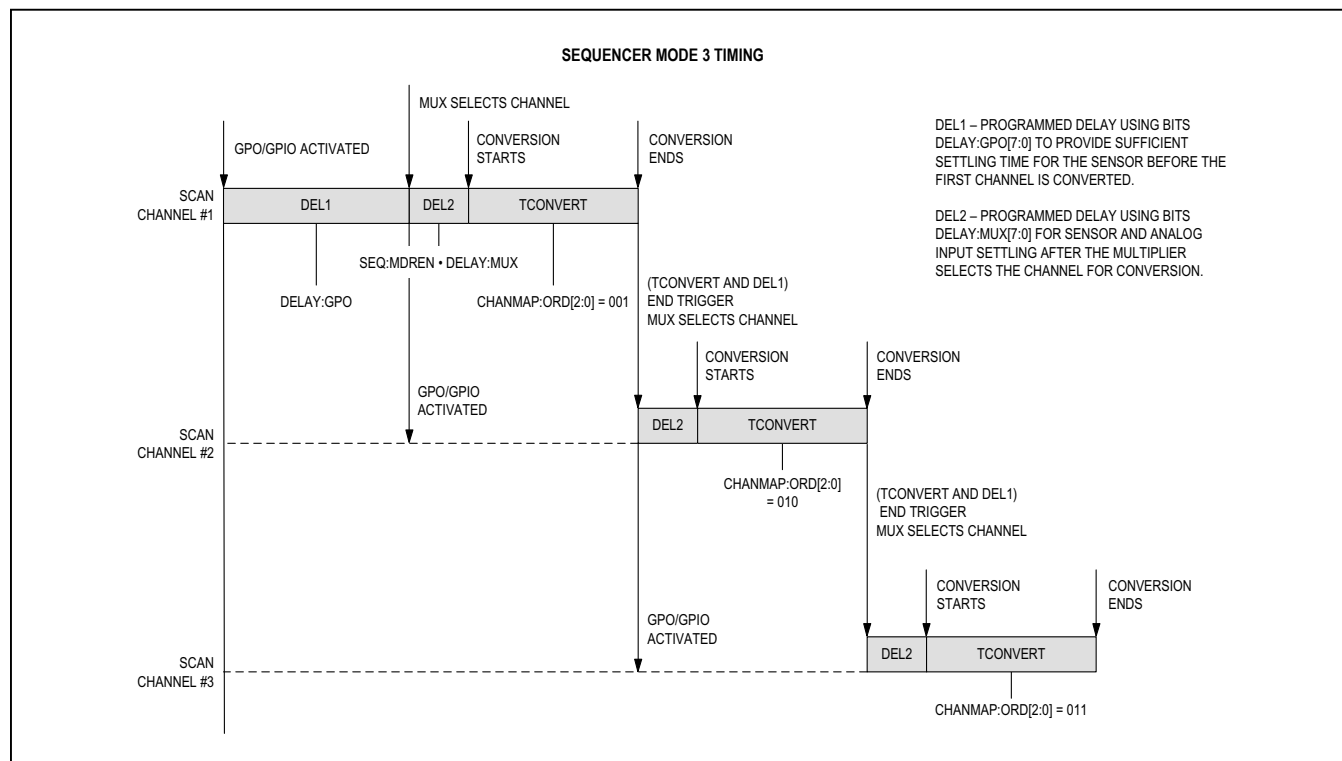 SEQUENCER MODE 3 TIMING
MUX SELECTS CHANNEL
GPO/GPIO ACTIVATED
CONVERSION
STARTS
CONVERSION
ENDS
DEL1 – PROGRAMMED DELAY USING BITS
DELAY:GPO[7:0] TO PROVIDE SUFFICIENT
SETTLING TIME FOR THE SENSOR BEFORE THE
FIRST CHANNEL IS CONVERTED.
DEL2 – PROGRAMMED DELAY USING BITS
DELAY:MUX[7:0] FOR SENSOR AND ANALOG
INPUT SETTLING AFTER THE MULTIPLIER
SELECTS THE CHANNEL FOR CONVERSION.
SCAN
CHANNEL #1
DEL1
DEL2
TCONVERT
SEQ:MDREN • DELAY:MUX
DELAY:GPO
CHANMAP:ORD[2:0] = 001
(TCONVERT AND DEL1)
END TRIGGER
MUX SELECTS CHANNEL
GPO/GPIO
ACTIVATED
CONVERSION
STARTS
CONVERSION
ENDS
SCAN
CHANNEL #2
DEL2
TCONVERT
CHANMAP:ORD[2:0]
= 010
(TCONVERT AND DEL1)
END TRIGGER
MUX SELECTS CHANNEL
GPO/GPIO
ACTIVATED
CONVERSION
STARTS
CONVERSION
ENDS
SCAN
CHANNEL #3
DEL2
TCONVERT
CHANMAP:ORD[2:0] = 011